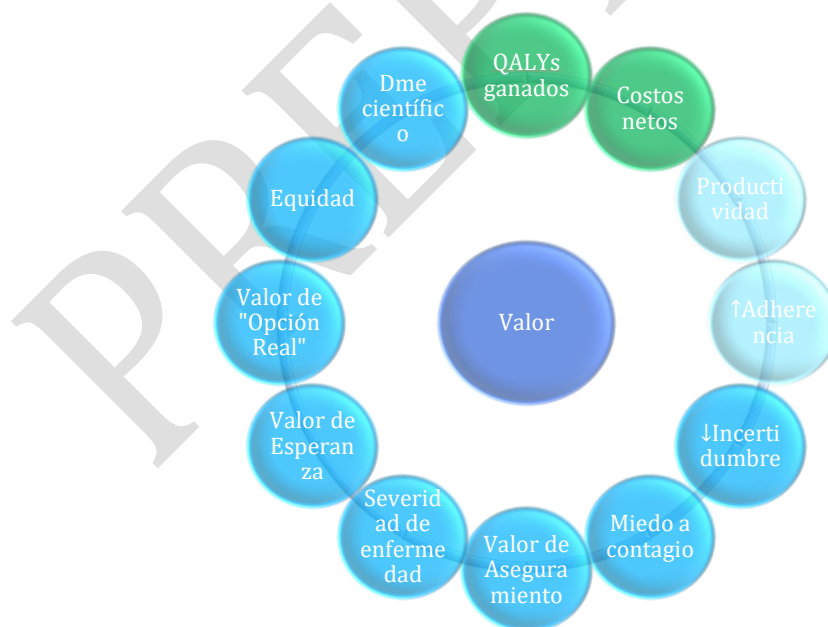 QALYs
ganados
Costos
netos
Producti
vidad
↑Adhere
ncia
↓Incerti
dumbre
Miedo a
contagio
Valor de
Asegura
miento
Severid
ad de
enferme
dad
Valor de
Esperan
za
Valor de
"Opción
Real"
Equidad
Dme
científic
o
Valor